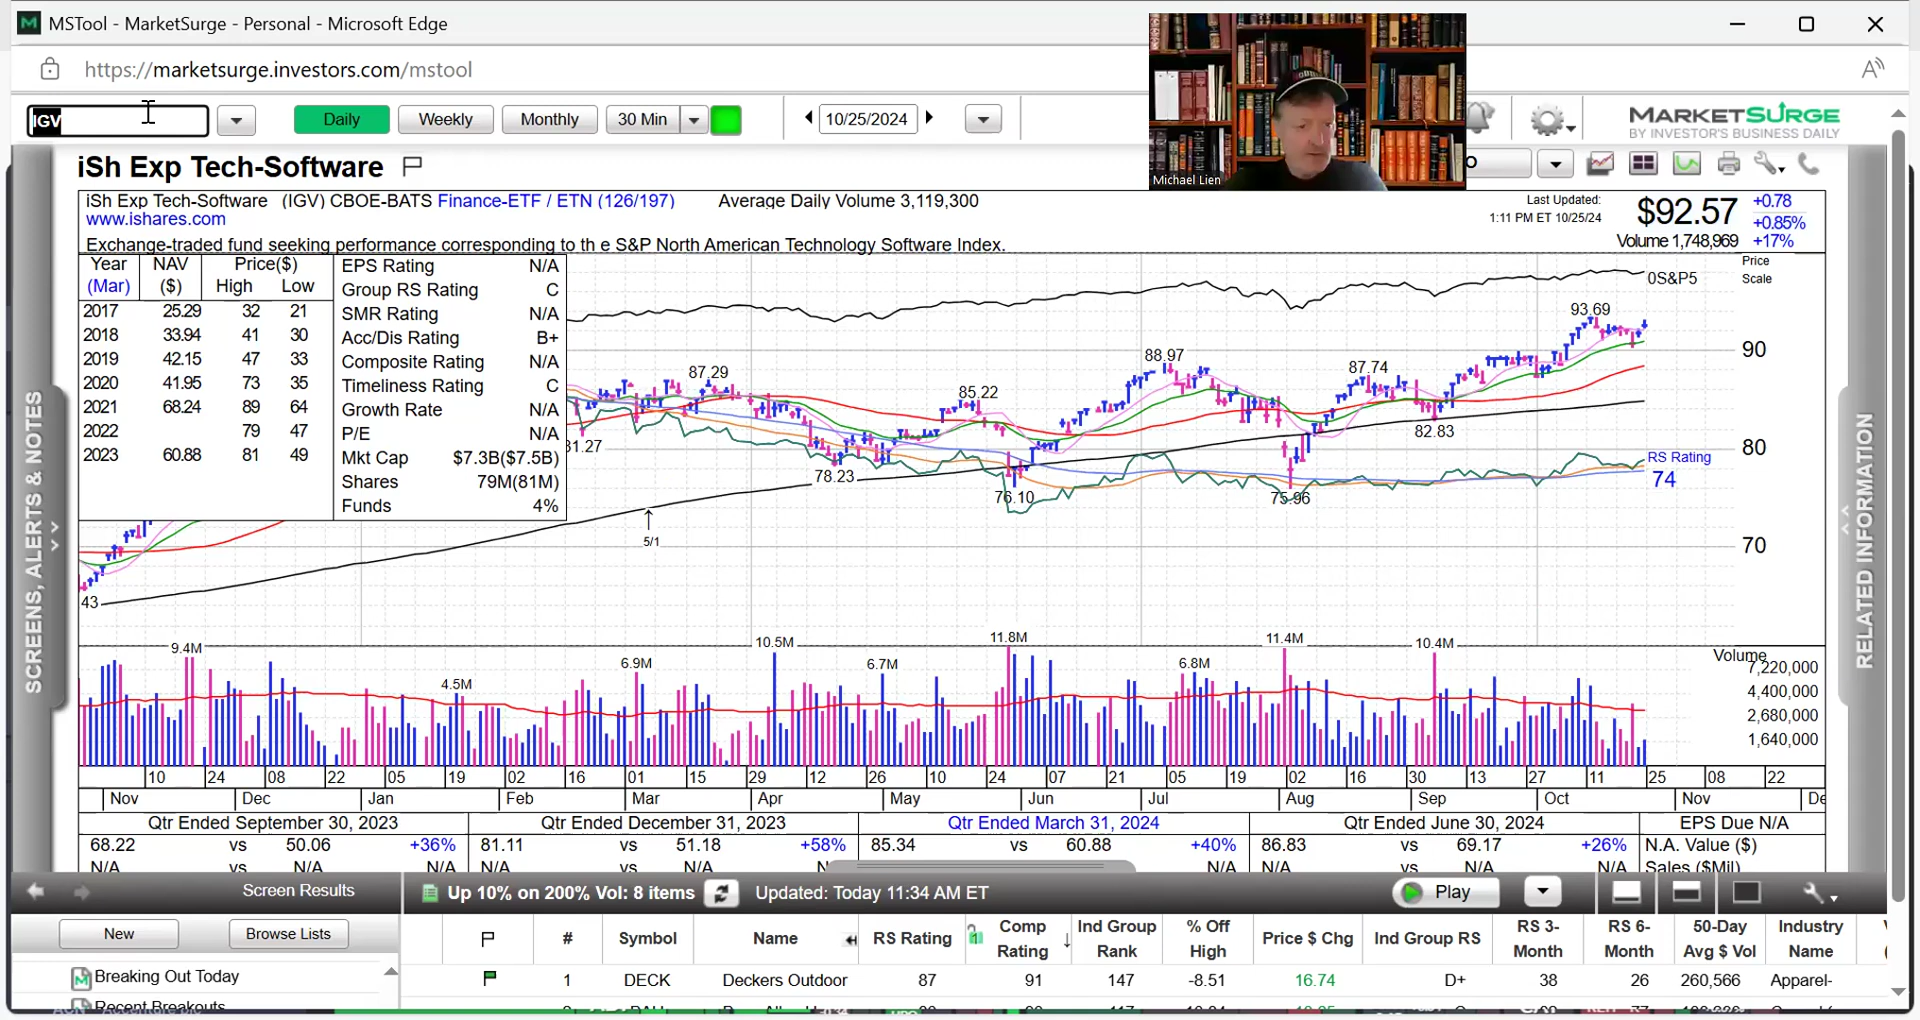 MSTool - MarketSurge - Personal - Microsoft Edge
https://marketsurge.investors.com/mstool
IGV
Daily
Weekly
Monthly
30 Min
10/25/2024
MARKETSURGE
BY INVESTOR'S BUSINESS DAILY
Michael Lien
iSh Exp Tech-Software
iSh Exp Tech-Software (IGV) CBOE-BATS Finance-ETF / ETN (126/197) Average Daily Volume 3,119,300
www.ishares.com
Exchange-traded fund seeking performance corresponding to th e S&P North American Technology Software Index.
Last Updated:
1:11 PM ET 10/25/24
$92.57
+0.78
+0.85%
Volume 1,748,969 +17%
Year NAV Price($)
(Mar) ($) High Low
2017 25.29 32 21
2018 33.94 41 30
2019 42.15 47 33
2020 41.95 73 35
2021 68.24 89 64
2022 79 47
2023 60.88 81 49
EPS Rating N/A
Group RS Rating C
SMR Rating N/A
Acc/Dis Rating B+
Composite Rating N/A
Timeliness Rating C
Growth Rate N/A
P/E N/A
Mkt Cap $7.3B($7.5B)
Shares 79M(81M)
Funds 4%
Price
Scale
0S&P5
93.69
90
88.97
87.29
87.74
85.22
82.83
80
RS Rating
74
78.23
76.10
75.96
70
5/1
43
SCREENS, ALERTS & NOTES
RELATED INFORMATION
9.4M
4.5M
6.9M
10.5M
6.7M
11.8M
6.8M
11.4M
10.4M
Volume
7,220,000
4,400,000
2,680,000
1,640,000
10 24 08 22 05 19 02 16 01 15 29 12 26 10 24 07 21 05 19 02 16 30 13 27 11 25 08 22
Nov Dec Jan Feb Mar Apr May Jun Jul Aug Sep Oct Nov De
Qtr Ended September 30, 2023 Qtr Ended December 31, 2023 Qtr Ended March 31, 2024 Qtr Ended June 30, 2024 EPS Due N/A
68.22 vs 50.06 +36% 81.11 vs 51.18 +58% 85.34 vs 60.88 +40% 86.83 vs 69.17 +26% N.A. Value ($)
N/A vs N/A N/A N/A vs N/A N/A vs N/A N/A vs N/A N/A Sales ($Mil)
Screen Results
Up 10% on 200% Vol: 8 items
Updated: Today 11:34 AM ET
Play
New
Browse Lists
Breaking Out Today
Recent Breakouts
# Symbol Name RS Rating Comp Rating Ind Group Rank % Off High Price $ Chg Ind Group RS RS 3-Month RS 6-Month 50-Day Avg $ Vol Industry Name
1 DECK Deckers Outdoor 87 91 147 -8.51 16.74 D+ 38 26 260,566 Apparel-